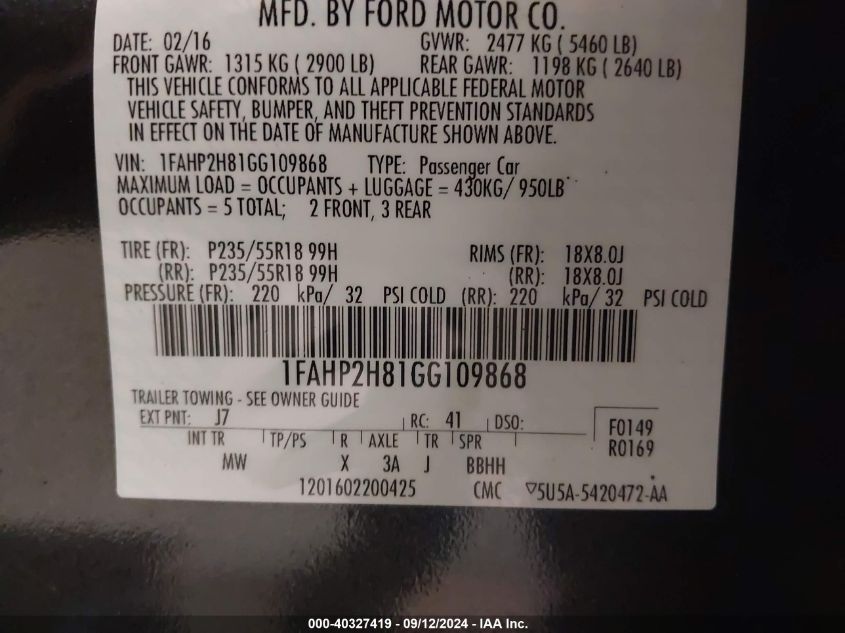 MFD. BY FORD MOTOR CO.
DATE: 02/16 GVWR: 2477 KG ( 5460 LB)
FRONT GAWR: 1315 KG ( 2900 LB) REAR GAWR: 1198 KG ( 2640 LB)
THIS VEHICLE CONFORMS TO ALL APPLICABLE FEDERAL MOTOR
VEHICLE SAFETY, BUMPER, AND THEFT PREVENTION STANDARDS
IN EFFECT ON THE DATE OF MANUFACTURE SHOWN ABOVE.
VIN: 1FAHP2H81GG109868 TYPE: Passenger Car
MAXIMUM LOAD = OCCUPANTS + LUGGAGE = 430KG/ 950LB
OCCUPANTS = 5 TOTAL; 2 FRONT, 3 REAR
TIRE (FR): P235/55R18 99H RIMS (FR): 18X8.0J
(RR): P235/55R18 99H (RR): 18X8.0J
PRESSURE (FR): 220 kPa/ 32 PSI COLD (RR): 220 kPa/ 32 PSI COLD
1FAHP2H81GG109868
TRAILER TOWING - SEE OWNER GUIDE
EXT PNT: J7 RC: 41 DSO: F0149
INT TR TP/PS R AXLE TR SPR R0169
MW X 3A J BBHH
1201602200425 CMC ▽5U5A-5420472-AA
000-40327419 - 09/12/2024 - IAA Inc.